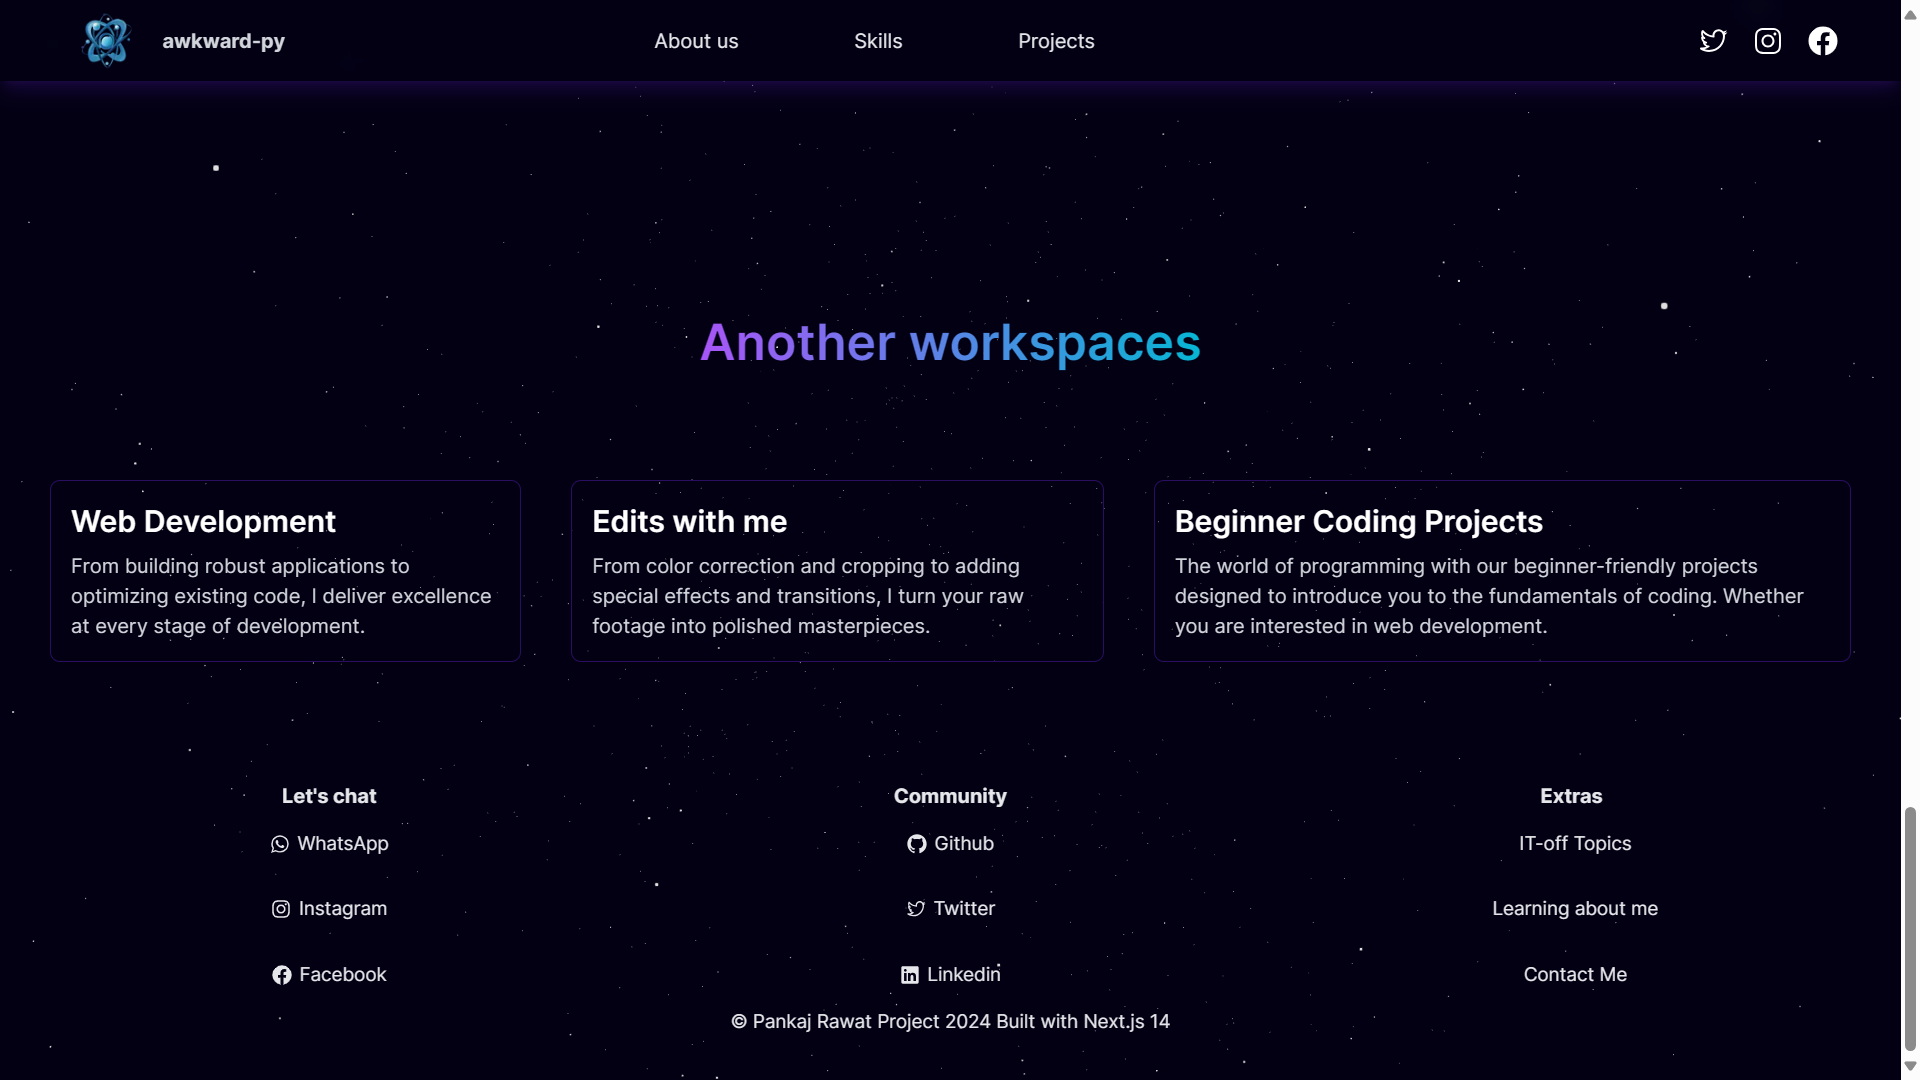 awkward-py
About us
Skills
Projects
Another workspaces
Web Development
From building robust applications to
optimizing existing code, I deliver excellence
at every stage of development.
Edits with me
From color correction and cropping to adding
special effects and transitions, I turn your raw
footage into polished masterpieces.
Beginner Coding Projects
The world of programming with our beginner-friendly projects
designed to introduce you to the fundamentals of coding. Whether
you are interested in web development.
Let's chat
WhatsApp
Instagram
Facebook
Community
Github
Twitter
Linkedin
Extras
IT-off Topics
Learning about me
Contact Me
© Pankaj Rawat Project 2024 Built with Next.js 14